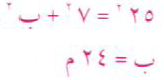 ٢٥² = ٧² + ب²
ب = ٢٤ م